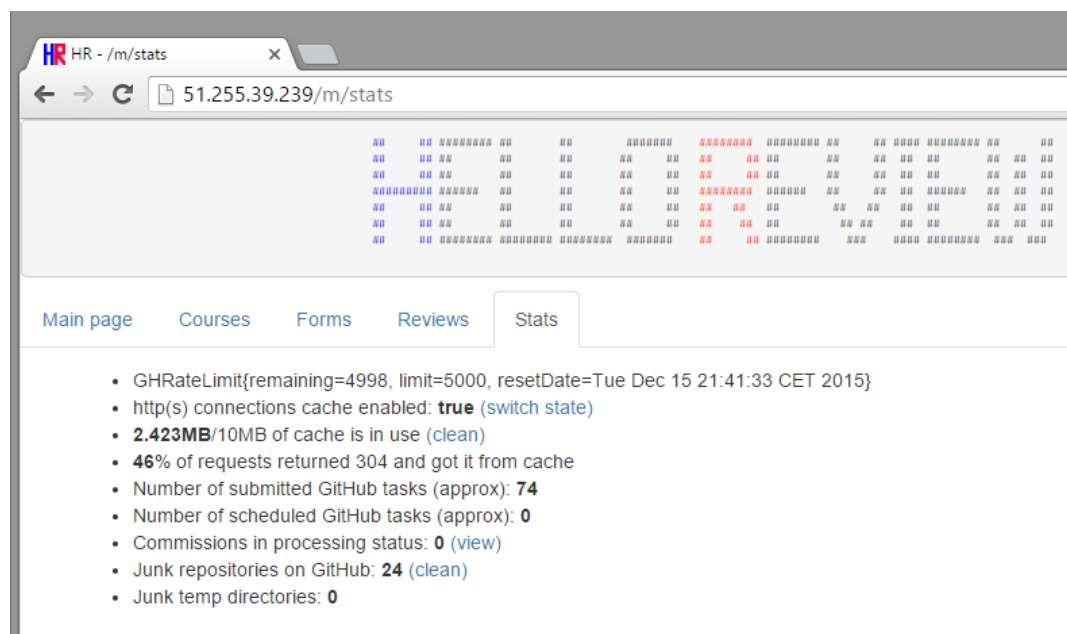 HR HR - /m/stats
51.255.39.239/m/stats
HELLOREVIEW
Main page Courses Forms Reviews Stats
• GHRateLimit{remaining=4998, limit=5000, resetDate=Tue Dec 15 21:41:33 CET 2015}
• http(s) connections cache enabled: true (switch state)
• 2.423MB/10MB of cache is in use (clean)
• 46% of requests returned 304 and got it from cache
• Number of submitted GitHub tasks (approx): 74
• Number of scheduled GitHub tasks (approx): 0
• Commissions in processing status: 0 (view)
• Junk repositories on GitHub: 24 (clean)
• Junk temp directories: 0